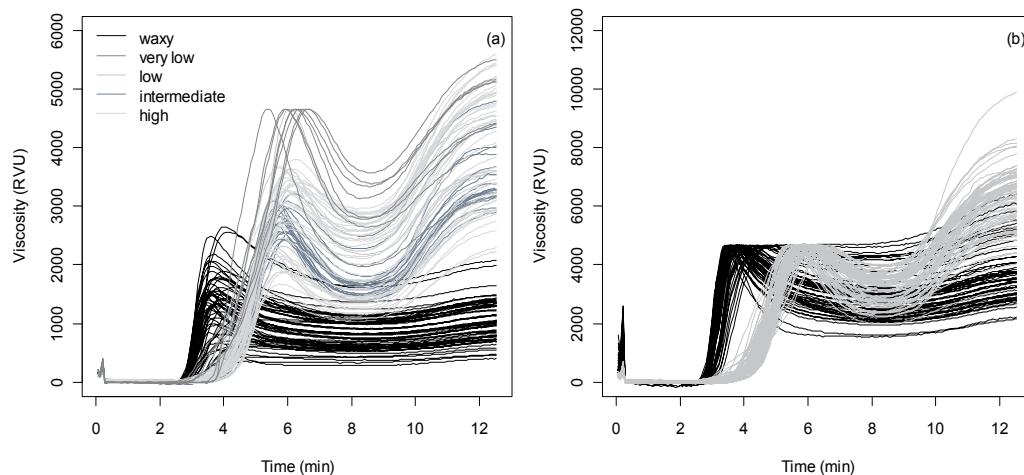 (a)
waxy
very low
low
intermediate
high
Viscosity (RVU)
6000
5000
4000
3000
2000
1000
0
0 2 4 6 8 10 12
Time (min)
(b)
Viscosity (RVU)
12000
10000
8000
6000
4000
2000
0
0 2 4 6 8 10 12
Time (min)